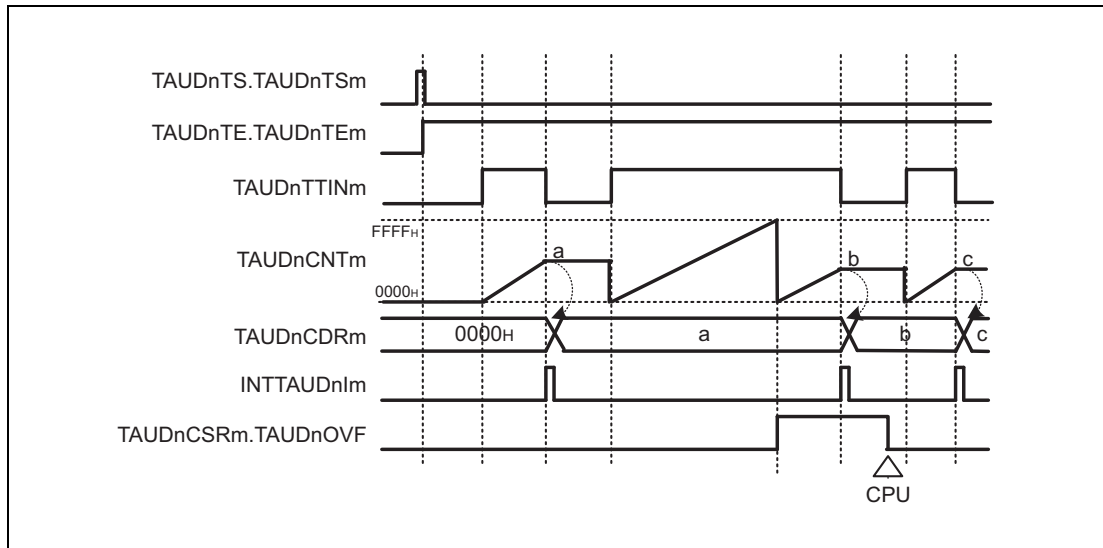 TAUDnTS.TAUDnTSm
TAUDnTE.TAUDnTEm
TAUDnTTINm
FFFFH
TAUDnCNTm
a
b
c
0000H
TAUDnCDRm
0000H
a
b
c
INTTAUDnIm
TAUDnCSRm.TAUDnOVF
CPU